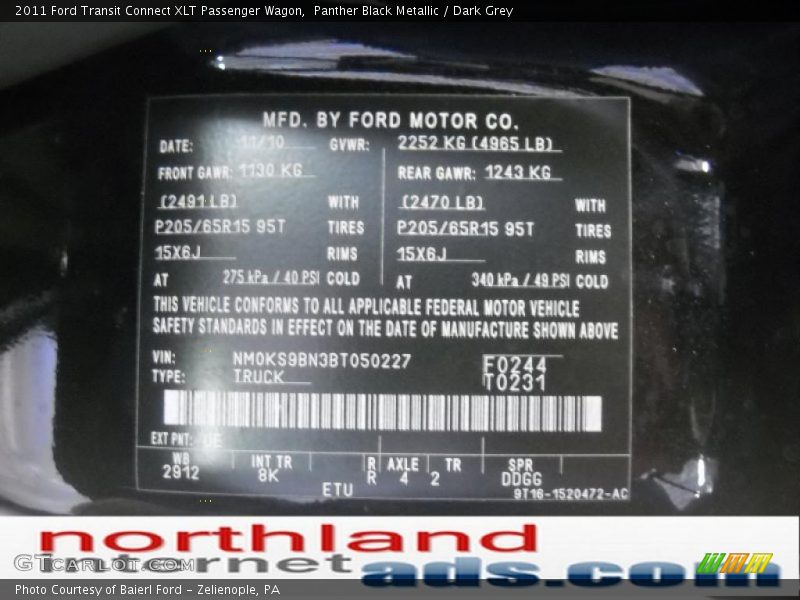 2011 Ford Transit Connect XLT Passenger Wagon,  Panther Black Metallic / Dark Grey
MFD. BY FORD MOTOR CO.
DATE: 11/10 GVWR: 2252 KG (4965 LB)
FRONT GAWR: 1130 KG REAR GAWR: 1243 KG
(2491 LB) WITH (2470 LB) WITH
P205/65R15 95T TIRES P205/65R15 95T TIRES
15X6J RIMS 15X6J RIMS
AT 275 kPa / 40 PSI COLD AT 340 kPa / 49 PSI COLD
THIS VEHICLE CONFORMS TO ALL APPLICABLE FEDERAL MOTOR VEHICLE
SAFETY STANDARDS IN EFFECT ON THE DATE OF MANUFACTURE SHOWN ABOVE
VIN: NM0KS9BN3BT050227 F0244
TYPE: TRUCK T0231
EXT PNT:
WB INT TR R AXLE TR SPR
2912 8K R 4 2 DDGG
ETU 9T16-1520472-AC
northland
internet
ads.com
GTcarlot.com
Photo Courtesy of Baierl Ford – Zelienople, PA